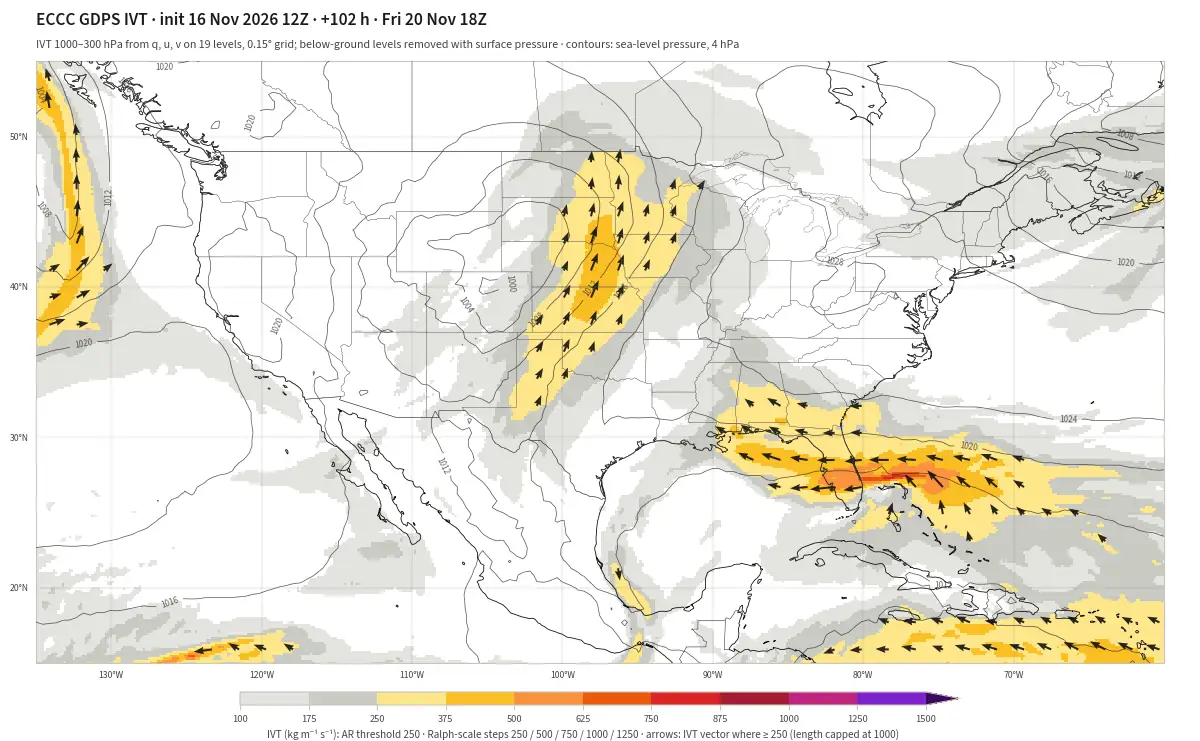 ECCC GDPS IVT · init 16 Nov 2026 12Z · +102 h · Fri 20 Nov 18Z
IVT 1000–300 hPa from q, u, v on 19 levels, 0.15° grid; below-ground levels removed with surface pressure · contours: sea-level pressure, 4 hPa
1020
1020
50°N
1008
1016
1012
1012
1008
1028
1020
40°N
1000
1004
1020
1020
1024
30°N
1020
1012
20°N
1012
1016
130°W 120°W 110°W 100°W 90°W 80°W 70°W
100 175 250 375 500 625 750 875 1000 1250 1500
IVT (kg m⁻¹ s⁻¹): AR threshold 250 · Ralph-scale steps 250 / 500 / 750 / 1000 / 1250 · arrows: IVT vector where ≥ 250 (length capped at 1000)